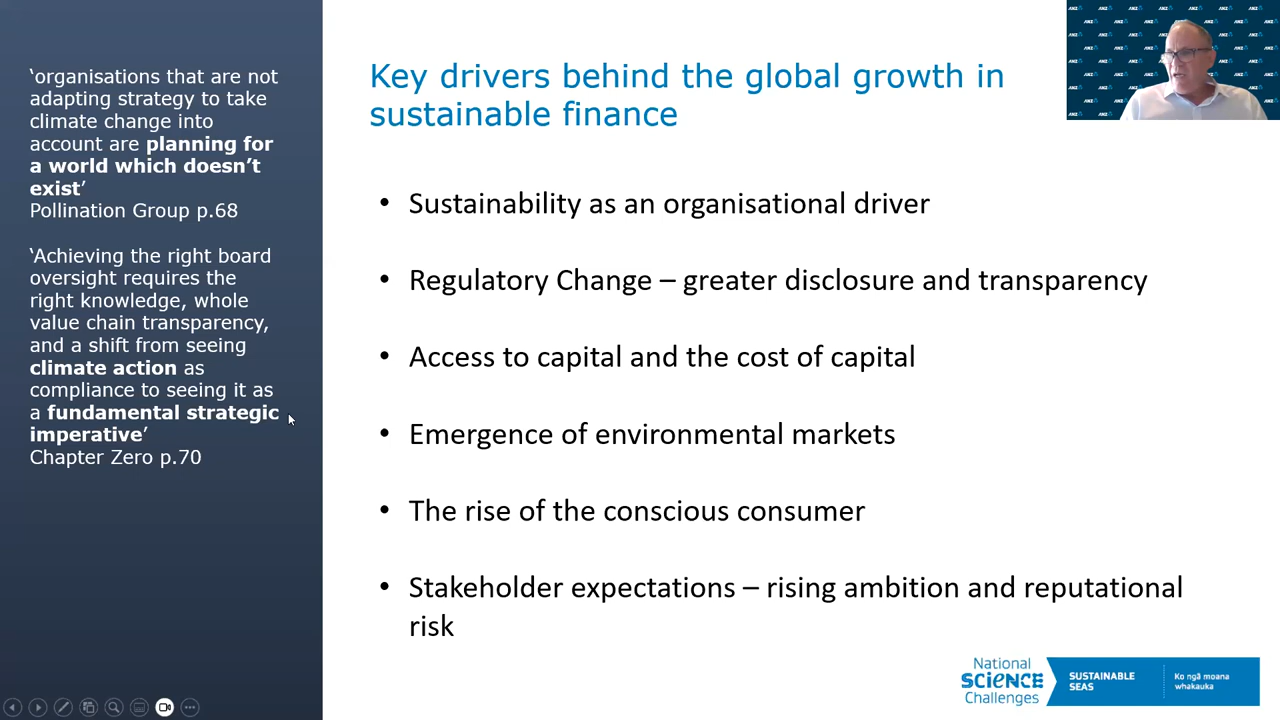 ‘organisations that are not
adapting strategy to take
climate change into
account are planning for
a world which doesn’t
exist’
Pollination Group p.68
‘Achieving the right board
oversight requires the
right knowledge, whole
value chain transparency,
and a shift from seeing
climate action as
compliance to seeing it as
a fundamental strategic
imperative’
Chapter Zero p.70
Key drivers behind the global growth in
sustainable finance
• Sustainability as an organisational driver
• Regulatory Change – greater disclosure and transparency
• Access to capital and the cost of capital
• Emergence of environmental markets
• The rise of the conscious consumer
• Stakeholder expectations – rising ambition and reputational
risk
ANZ
National
SCIENCE
Challenges
SUSTAINABLE
SEAS
Ko ngā moana
whakauka